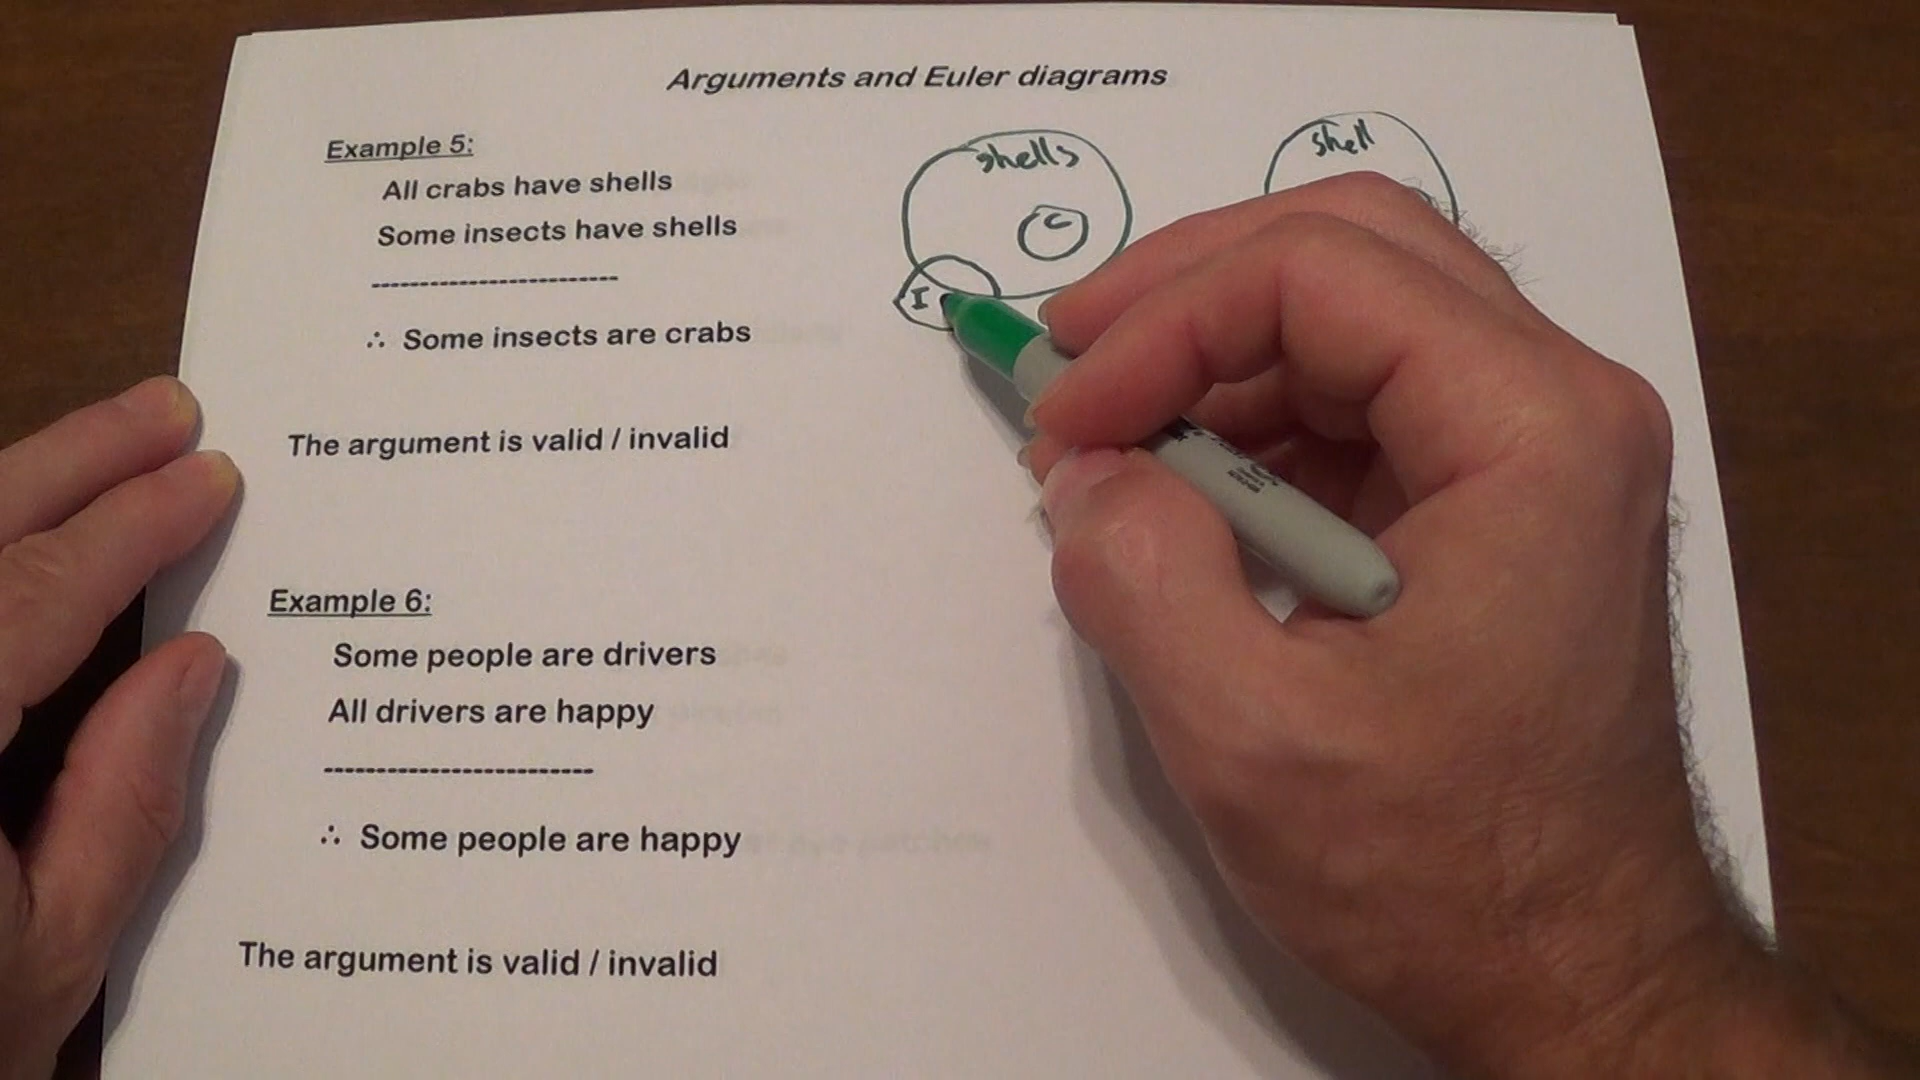 Arguments and Euler diagrams
Example 5:
All crabs have shells
Some insects have shells
-------------------------
∴ Some insects are crabs
The argument is valid / invalid
shells
C
I
shell
Example 6:
Some people are drivers
All drivers are happy
--------------------------
∴ Some people are happy
The argument is valid / invalid